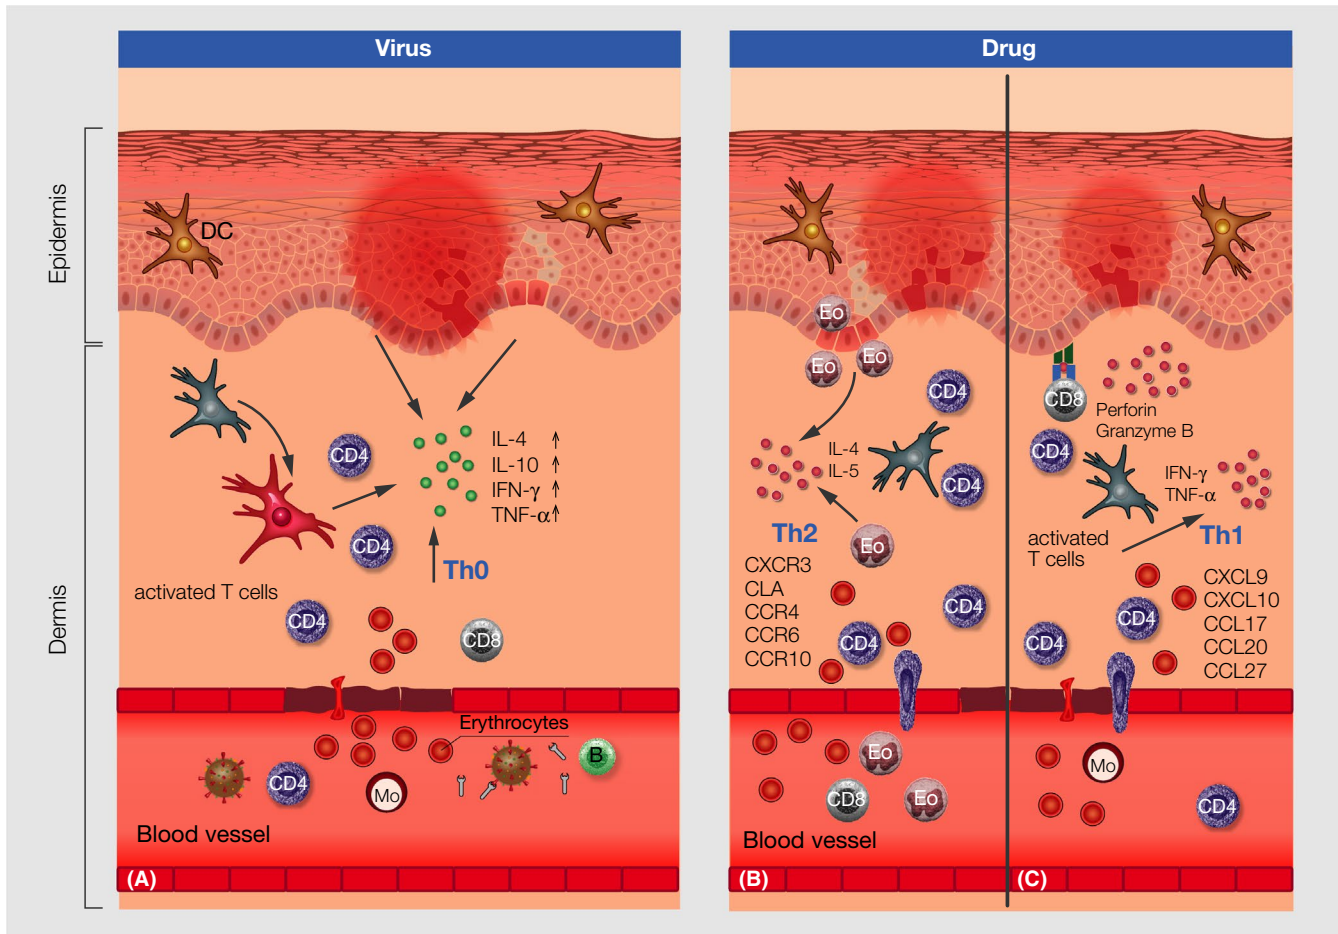 Virus
Drug
Epidermis
Dermis
DC
CD4
IL-4 ↑
IL-10 ↑
IFN-γ ↑
TNF-α↑
CD4
Th0
activated T cells
CD4
CD8
Erythrocytes
CD4
Mo
B
Blood vessel
(A)
Eo
Eo
Eo
CD4
IL-4
IL-5
CD4
Th2
Eo
CXCR3
CLA
CCR4
CCR6
CCR10
CD4
CD4
Eo
CD8
Eo
Blood vessel
(B)
CD8
Perforin
Granzyme B
CD4
IFN-γ
TNF-α
activated
T cells
Th1
CXCL9
CXCL10
CCL17
CCL20
CCL27
CD4
CD4
Mo
CD4
(C)